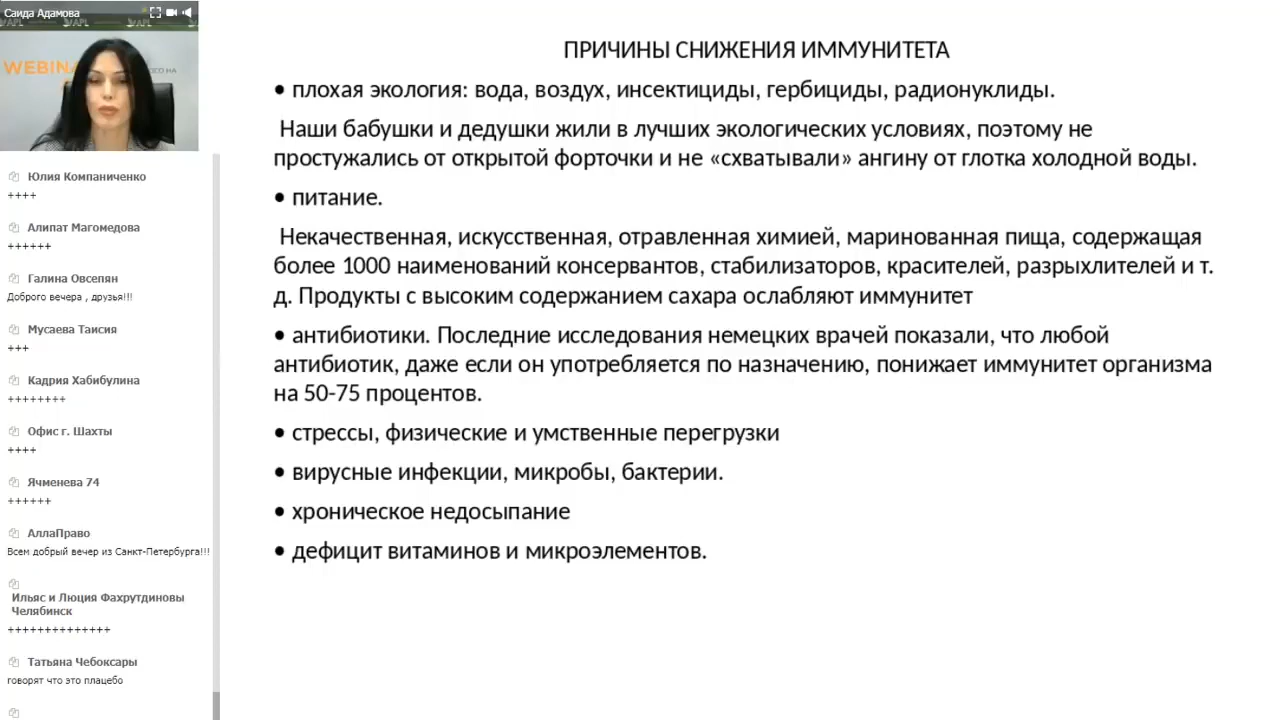 Саида Адамова
WEBINA
ПРИЧИНЫ СНИЖЕНИЯ ИММУНИТЕТА
• плохая экология: вода, воздух, инсектициды, гербициды, радионуклиды.
Наши бабушки и дедушки жили в лучших экологических условиях, поэтому не
простужались от открытой форточки и не «схватывали» ангину от глотка холодной воды.
• питание.
Некачественная, искусственная, отравленная химией, маринованная пища, содержащая
более 1000 наименований консервантов, стабилизаторов, красителей, разрыхлителей и т.
д. Продукты с высоким содержанием сахара ослабляют иммунитет
• антибиотики. Последние исследования немецких врачей показали, что любой
антибиотик, даже если он употребляется по назначению, понижает иммунитет организма
на 50-75 процентов.
• стрессы, физические и умственные перегрузки
• вирусные инфекции, микробы, бактерии.
• хроническое недосыпание
• дефицит витаминов и микроэлементов.
Юлия Компаниченко
++++
Алипат Магомедова
++++++
Галина Овсепян
Доброго вечера , друзья!!!
Мусаева Таисия
+++
Кадрия Хабибулина
++++++++
Офис г. Шахты
++++
Ячменева 74
++++++
АллаПраво
Всем добрый вечер из Санкт-Петербурга!!!
Ильяс и Люция Фахрутдиновы
Челябинск
++++++++++++++
Татьяна Чебоксары
говорят что это плацебо